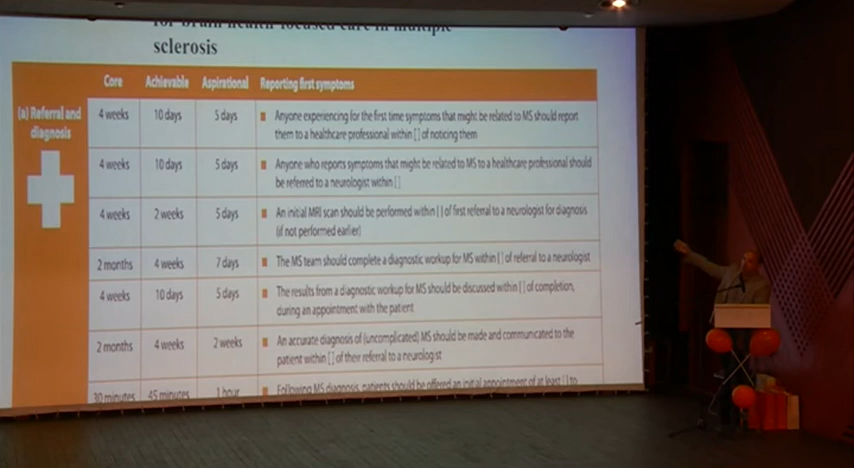 for brain health-focused care in multiple
sclerosis
Core Achievable Aspirational Reporting first symptoms
(a) Referral and
diagnosis
4 weeks 10 days 5 days Anyone experiencing for the first time symptoms that might be related to MS should report
them to a healthcare professional within [ ] of noticing them
4 weeks 10 days 5 days Anyone who reports symptoms that might be related to MS to a healthcare professional should
be referred to a neurologist within [ ]
4 weeks 2 weeks 5 days An initial MRI scan should be performed within [ ] of first referral to a neurologist for diagnosis
(if not performed earlier)
2 months 4 weeks 7 days The MS team should complete a diagnostic workup for MS within [ ] of referral to a neurologist
4 weeks 10 days 5 days The results from a diagnostic workup for MS should be discussed within [ ] of completion,
during an appointment with the patient
2 months 4 weeks 2 weeks An accurate diagnosis of (uncomplicated) MS should be made and communicated to the
patient within [ ] of their referral to a neurologist
30 minutes 45 minutes 1 hour Following MS diagnosis, patients should be offered an initial appointment of at least [ ] to